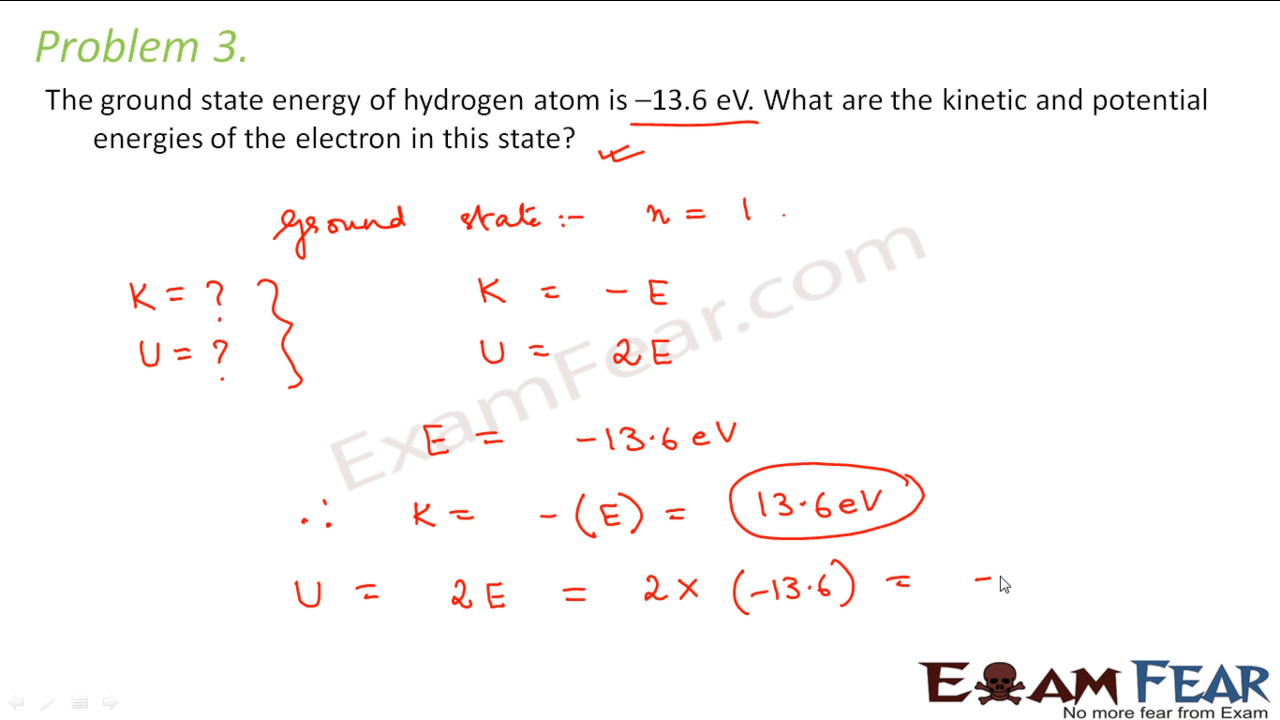 Problem 3.
The ground state energy of hydrogen atom is –13.6 eV. What are the kinetic and potential
energies of the electron in this state?
Ground state :- n = 1 .
K = ?
U = ?
K = - E
U = 2E
E = -13.6 eV
∴ K = - (E) = 13.6 eV
U = 2E = 2 × (-13.6) = -
ExamFear.com
EXAM FEAR
No more fear from Exam